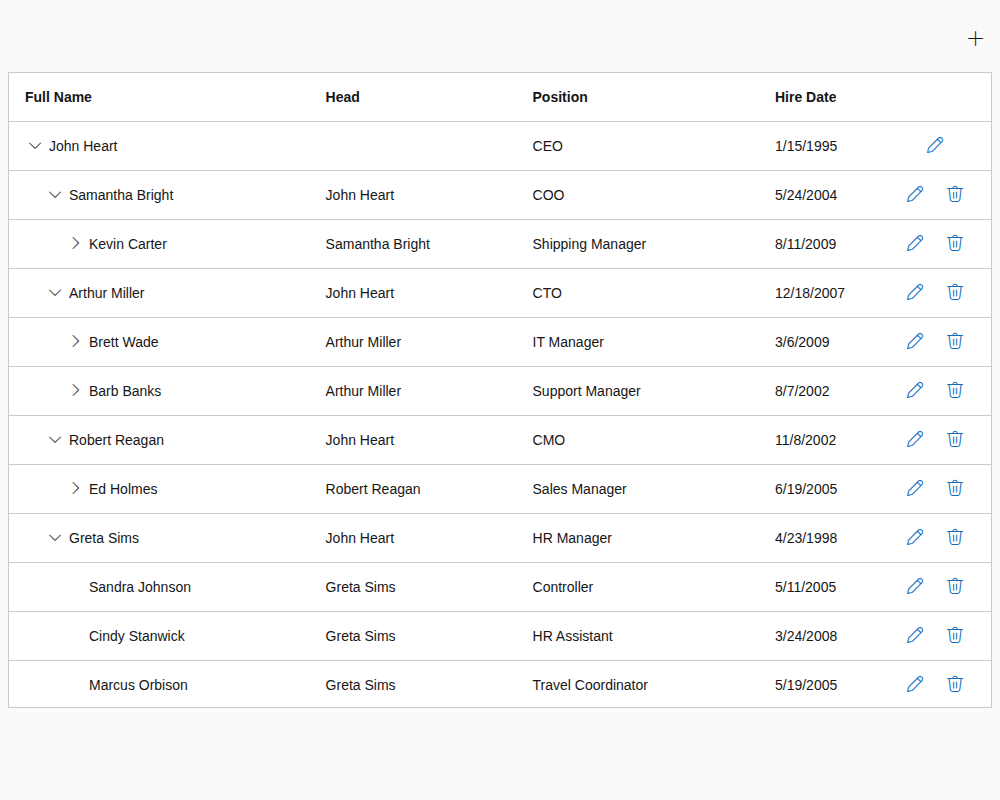 Full Name Head Position Hire Date
John Heart CEO 1/15/1995
Samantha Bright John Heart COO 5/24/2004
Kevin Carter Samantha Bright Shipping Manager 8/11/2009
Arthur Miller John Heart CTO 12/18/2007
Brett Wade Arthur Miller IT Manager 3/6/2009
Barb Banks Arthur Miller Support Manager 8/7/2002
Robert Reagan John Heart CMO 11/8/2002
Ed Holmes Robert Reagan Sales Manager 6/19/2005
Greta Sims John Heart HR Manager 4/23/1998
Sandra Johnson Greta Sims Controller 5/11/2005
Cindy Stanwick Greta Sims HR Assistant 3/24/2008
Marcus Orbison Greta Sims Travel Coordinator 5/19/2005